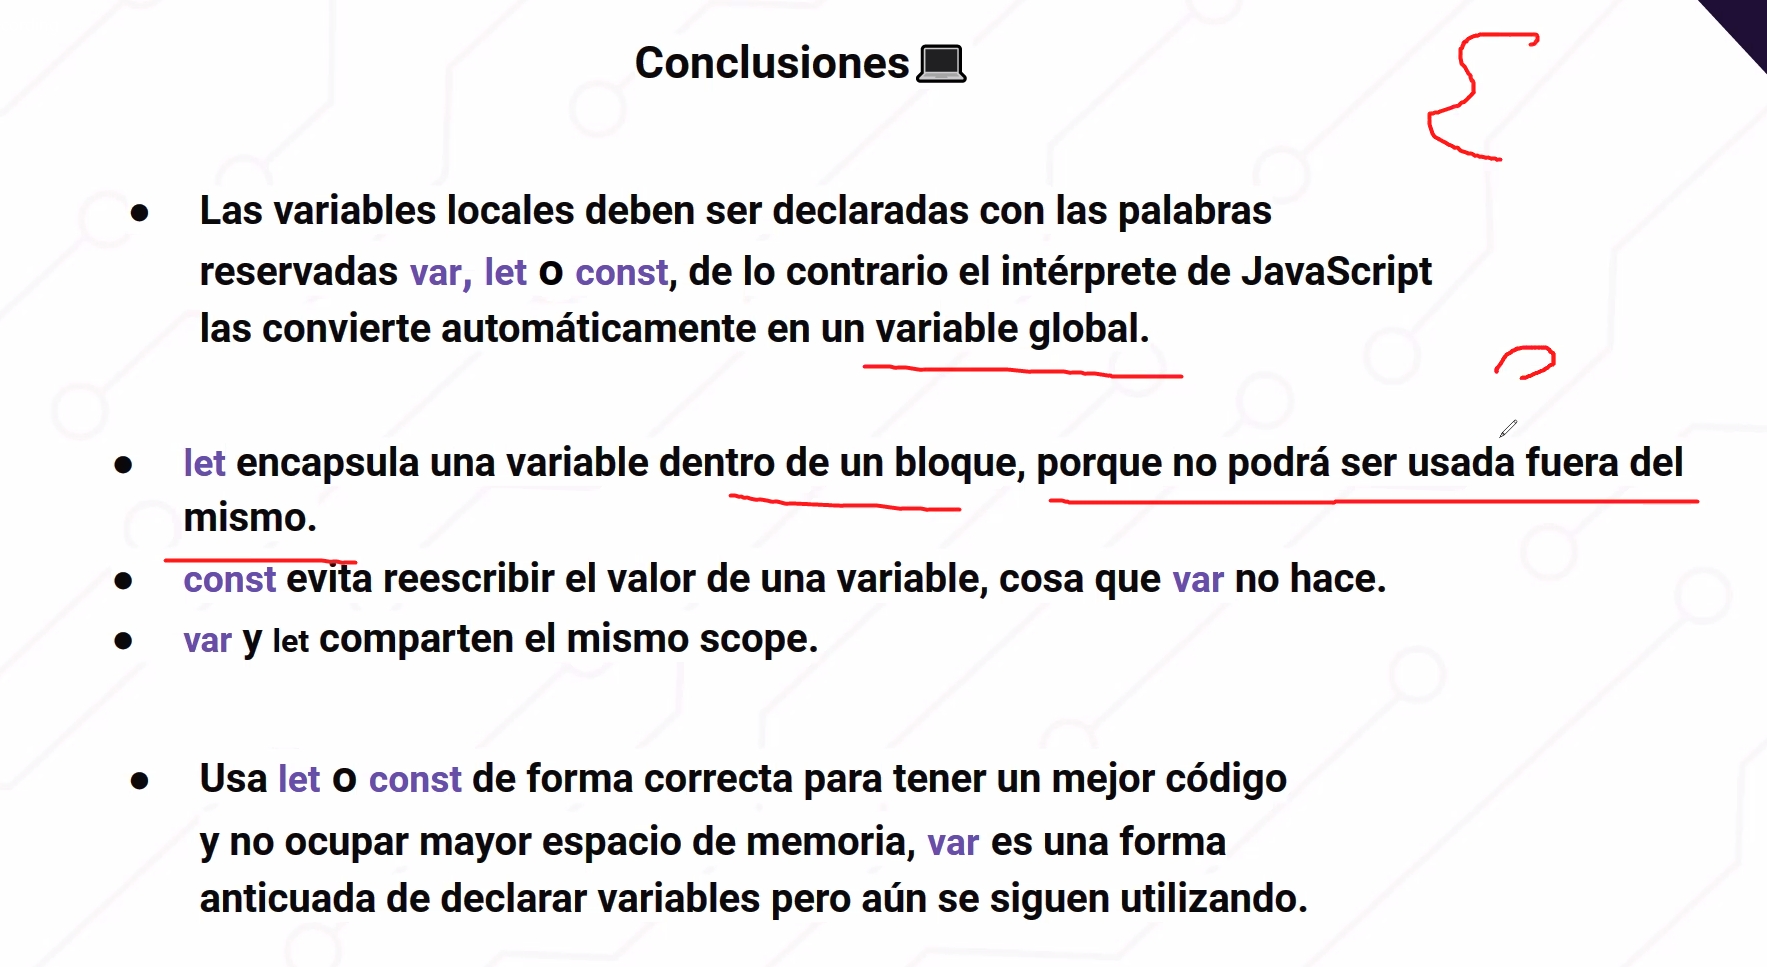 Conclusiones💻
● Las variables locales deben ser declaradas con las palabras
reservadas var, let o const, de lo contrario el intérprete de JavaScript
las convierte automáticamente en un variable global.
● let encapsula una variable dentro de un bloque, porque no podrá ser usada fuera del
mismo.
● const evita reescribir el valor de una variable, cosa que var no hace.
● var y let comparten el mismo scope.
● Usa let o const de forma correcta para tener un mejor código
y no ocupar mayor espacio de memoria, var es una forma
anticuada de declarar variables pero aún se siguen utilizando.